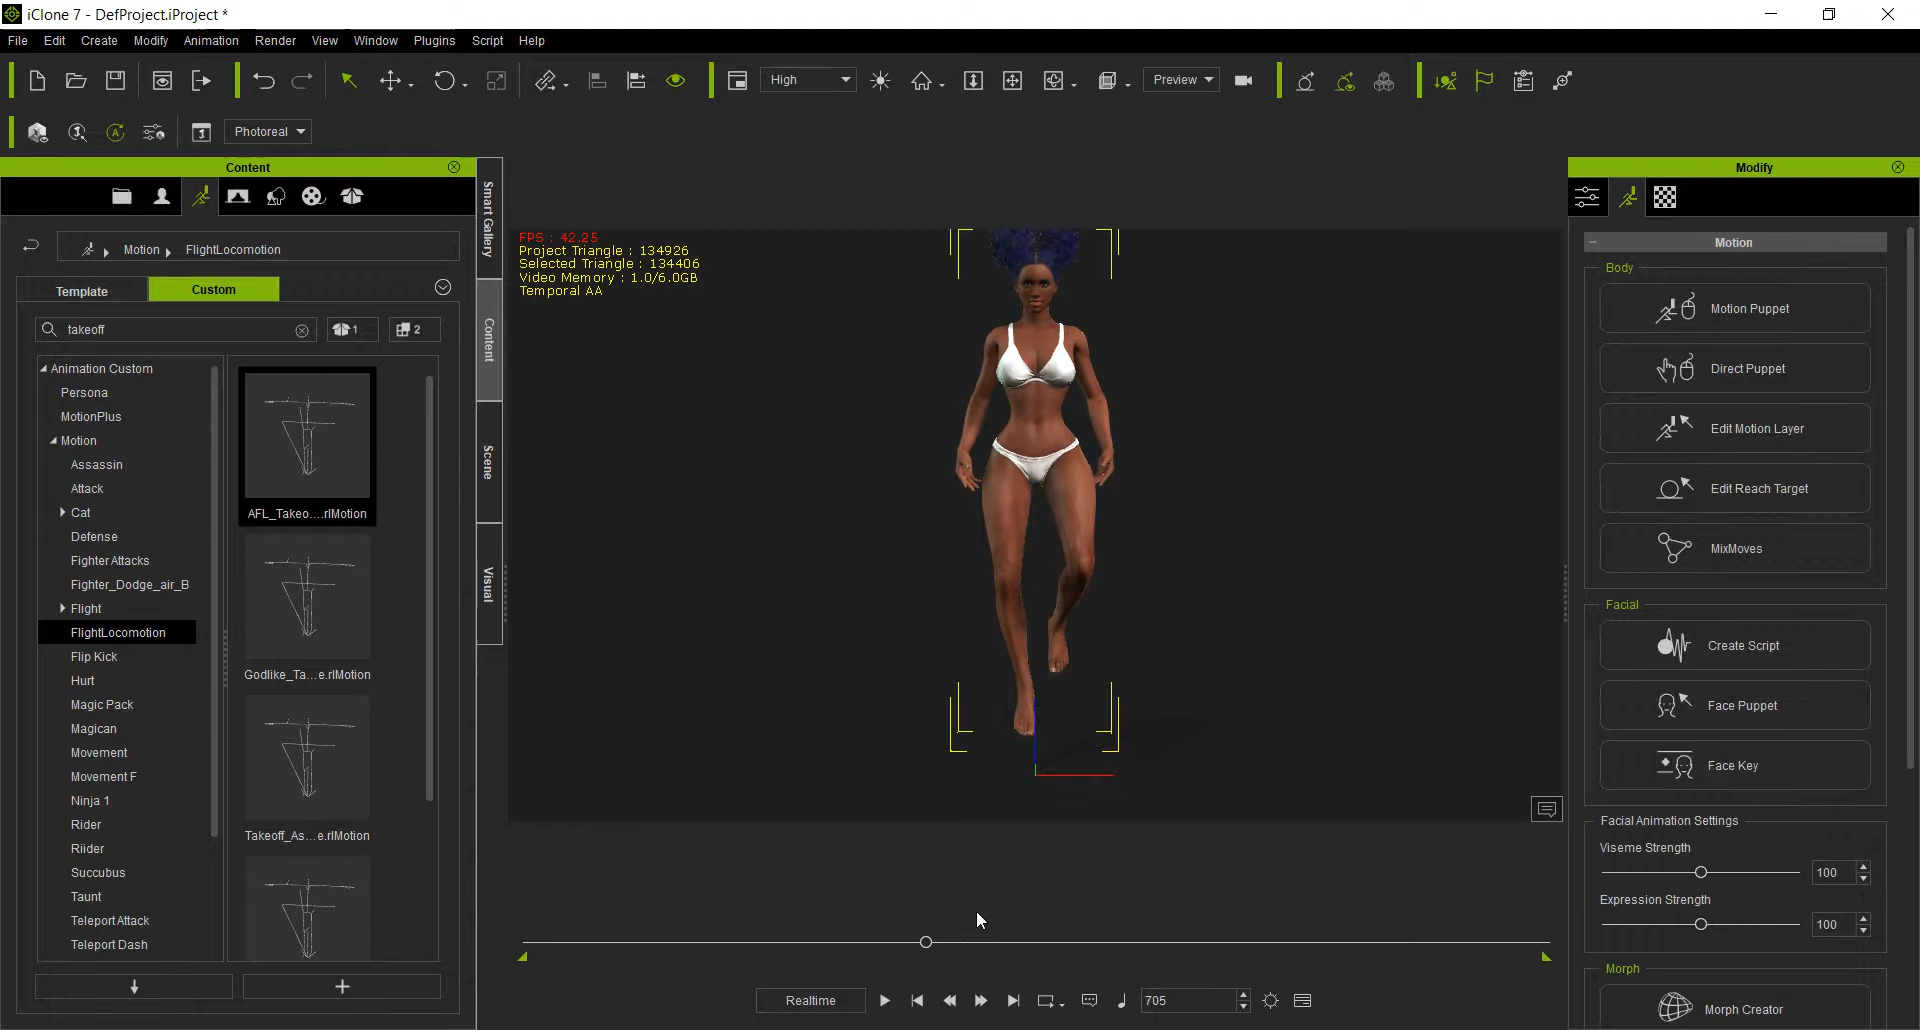 iClone 7 - DefProject.iProject *
File Edit Create Modify Animation Render View Window Plugins Script Help
High
Preview
Photoreal
Content
Motion FlightLocomotion
Template
Custom
takeoff
1
2
Animation Custom
Persona
MotionPlus
Motion
Assassin
Attack
Cat
Defense
Fighter Attacks
Fighter_Dodge_air_B
Flight
FlightLocomotion
Flip Kick
Hurt
Magic Pack
Magican
Movement
Movement F
Ninja 1
Rider
Riider
Succubus
Taunt
Teleport Attack
Teleport Dash
AFL_Takeo....rlMotion
Godlike_Ta...e.rlMotion
Takeoff_As...e.rlMotion
Smart Gallery
Content
Scene
Visual
FPS : 42.25
Project Triangle : 134926
Selected Triangle : 134406
Video Memory : 1.0/6.0GB
Temporal AA
Realtime
705
Modify
Motion
Body
Motion Puppet
Direct Puppet
Edit Motion Layer
Edit Reach Target
MixMoves
Facial
Create Script
Face Puppet
Face Key
Facial Animation Settings
Viseme Strength
100
Expression Strength
100
Morph
Morph Creator